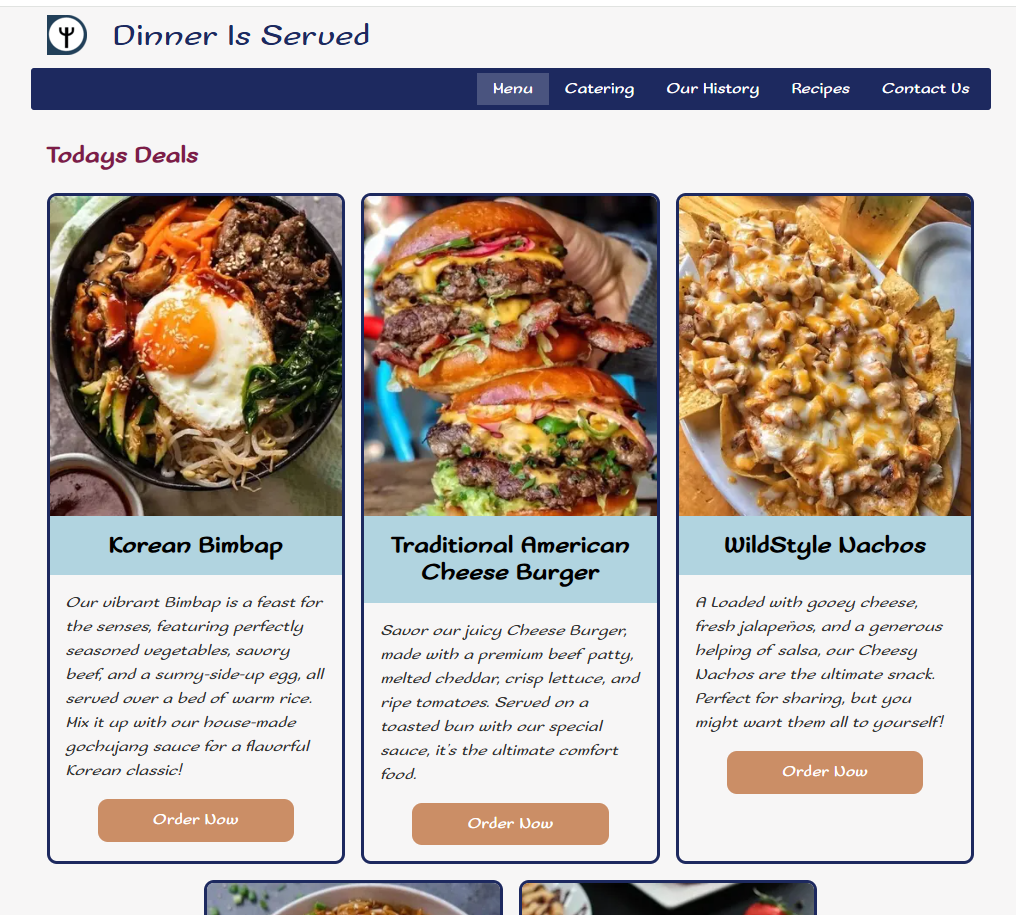 Dinner Is Served
Menu Catering Our History Recipes Contact Us
Todays Deals
Korean Bimbap
Our vibrant Bimbap is a feast for
the senses, featuring perfectly
seasoned vegetables, savory
beef, and a sunny-side-up egg, all
served over a bed of warm rice.
Mix it up with our house-made
gochujang sauce for a flavorful
Korean classic!
Order Now
Traditional American
Cheese Burger
Savor our juicy Cheese Burger,
made with a premium beef patty,
melted cheddar, crisp lettuce, and
ripe tomatoes. Served on a
toasted bun with our special
sauce, it's the ultimate comfort
food.
Order Now
WildStyle Nachos
A Loaded with gooey cheese,
fresh jalapeños, and a generous
helping of salsa, our Cheesy
Nachos are the ultimate snack.
Perfect for sharing, but you
might want them all to yourself!
Order Now